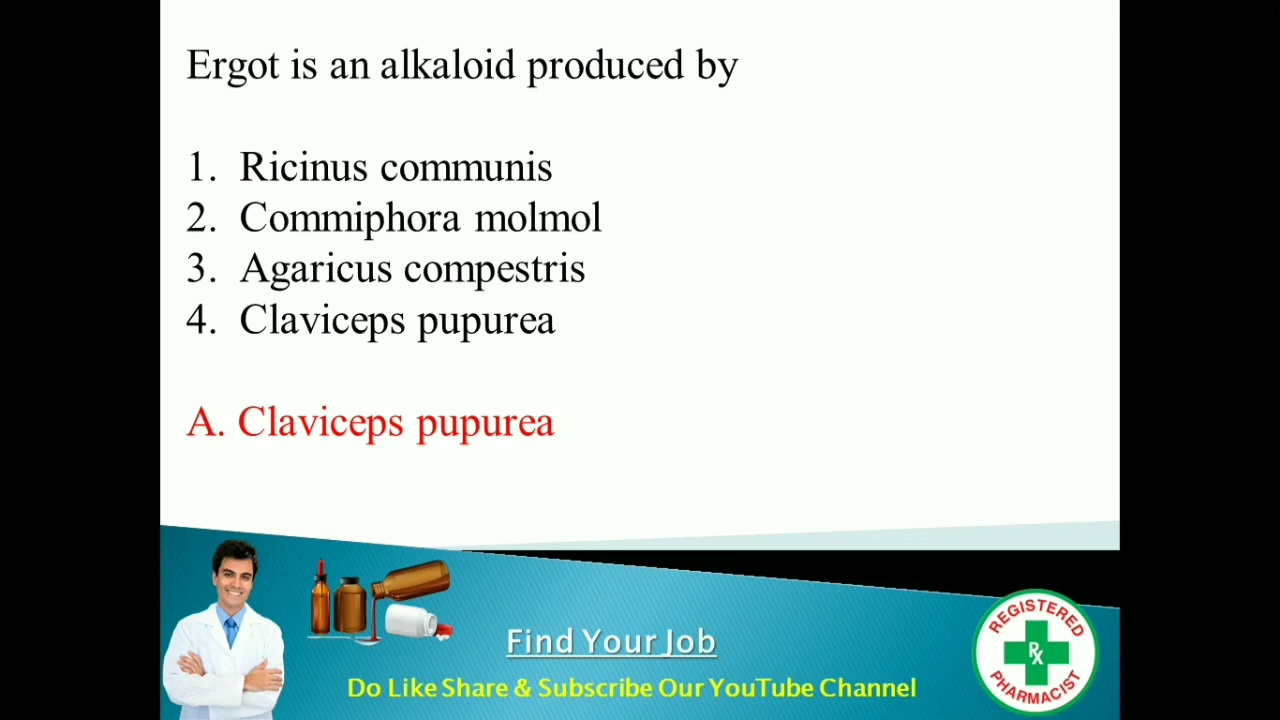 Ergot is an alkaloid produced by
1. Ricinus communis
2. Commiphora molmol
3. Agaricus compestris
4. Claviceps pupurea
A. Claviceps pupurea
Find Your Job
Do Like Share & Subscribe Our YouTube Channel
REGISTERED
Rx
PHARMACIST